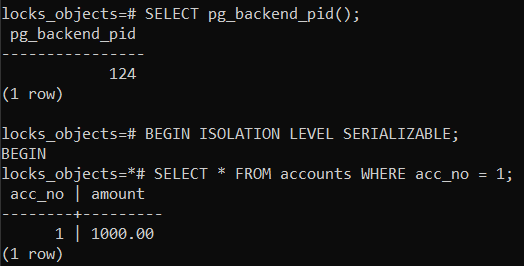 locks_objects=# SELECT pg_backend_pid();
 pg_backend_pid
----------------
            124
(1 row)

locks_objects=# BEGIN ISOLATION LEVEL SERIALIZABLE;
BEGIN
locks_objects=*# SELECT * FROM accounts WHERE acc_no = 1;
 acc_no | amount
--------+---------
      1 | 1000.00
(1 row)